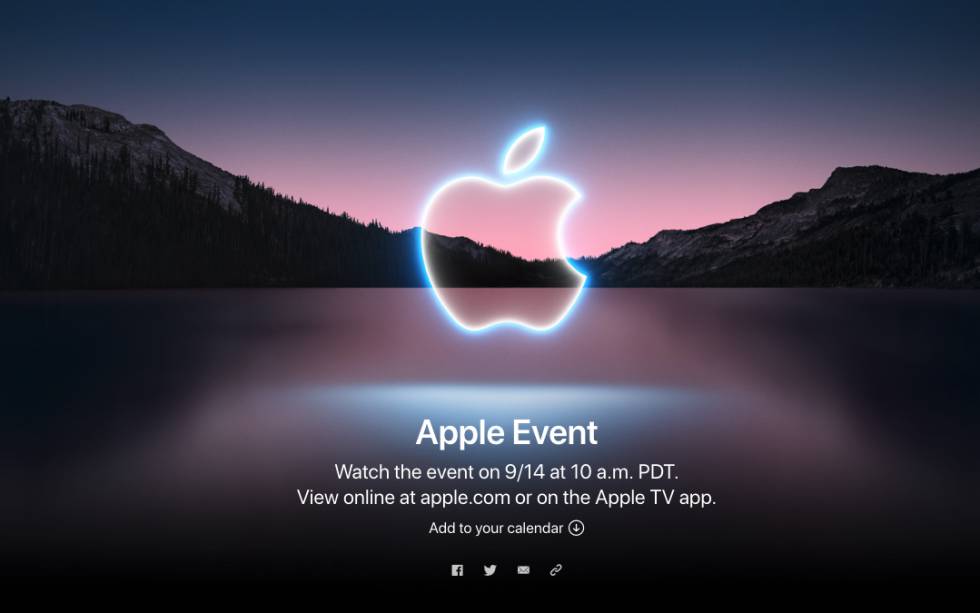 Apple Event
Watch the event on 9/14 at 10 a.m. PDT.
View online at apple.com or on the Apple TV app.
Add to your calendar